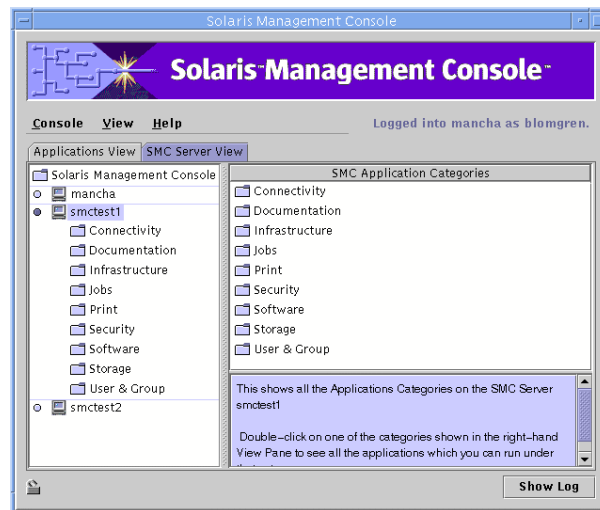 Solaris Management Console
Solaris™Management Console™
Console View Help
Logged into mancha as blomgren.
Applications View
SMC Server View
Solaris Management Console
mancha
smctest1
Connectivity
Documentation
Infrastructure
Jobs
Print
Security
Software
Storage
User & Group
smctest2
SMC Application Categories
Connectivity
Documentation
Infrastructure
Jobs
Print
Security
Software
Storage
User & Group
This shows all the Applications Categories on the SMC Server
smctest1
Double-click on one of the categories shown in the right-hand
View Pane to see all the applications which you can run under
Show Log